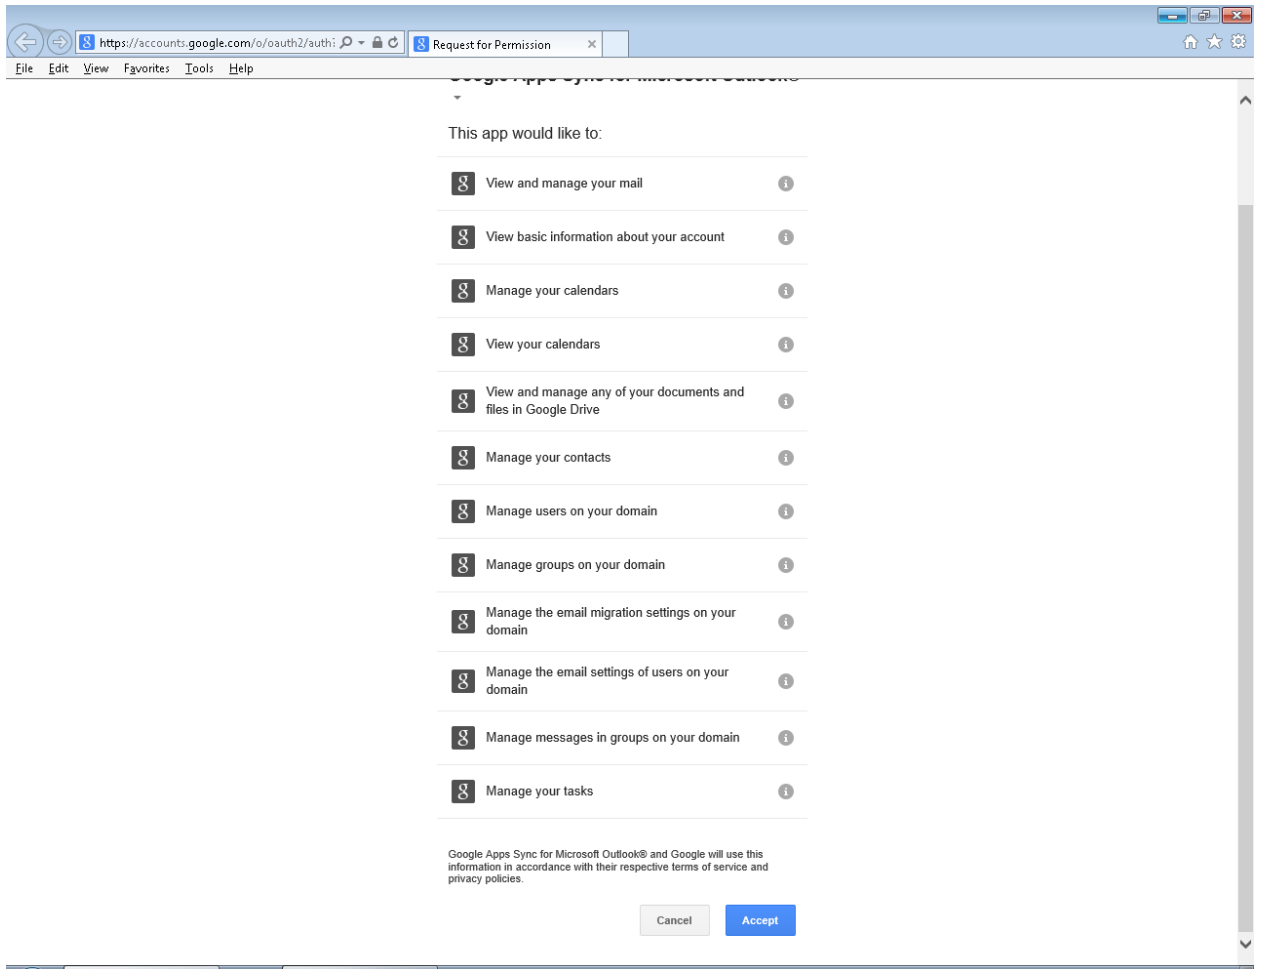 https://accounts.google.com/o/oauth2/auth
Request for Permission
File Edit View Favorites Tools Help
Google Apps Sync for Microsoft Outlook®
This app would like to:
View and manage your mail
View basic information about your account
Manage your calendars
View your calendars
View and manage any of your documents and
files in Google Drive
Manage your contacts
Manage users on your domain
Manage groups on your domain
Manage the email migration settings on your
domain
Manage the email settings of users on your
domain
Manage messages in groups on your domain
Manage your tasks
Google Apps Sync for Microsoft Outlook® and Google will use this
information in accordance with their respective terms of service and
privacy policies.
Cancel Accept